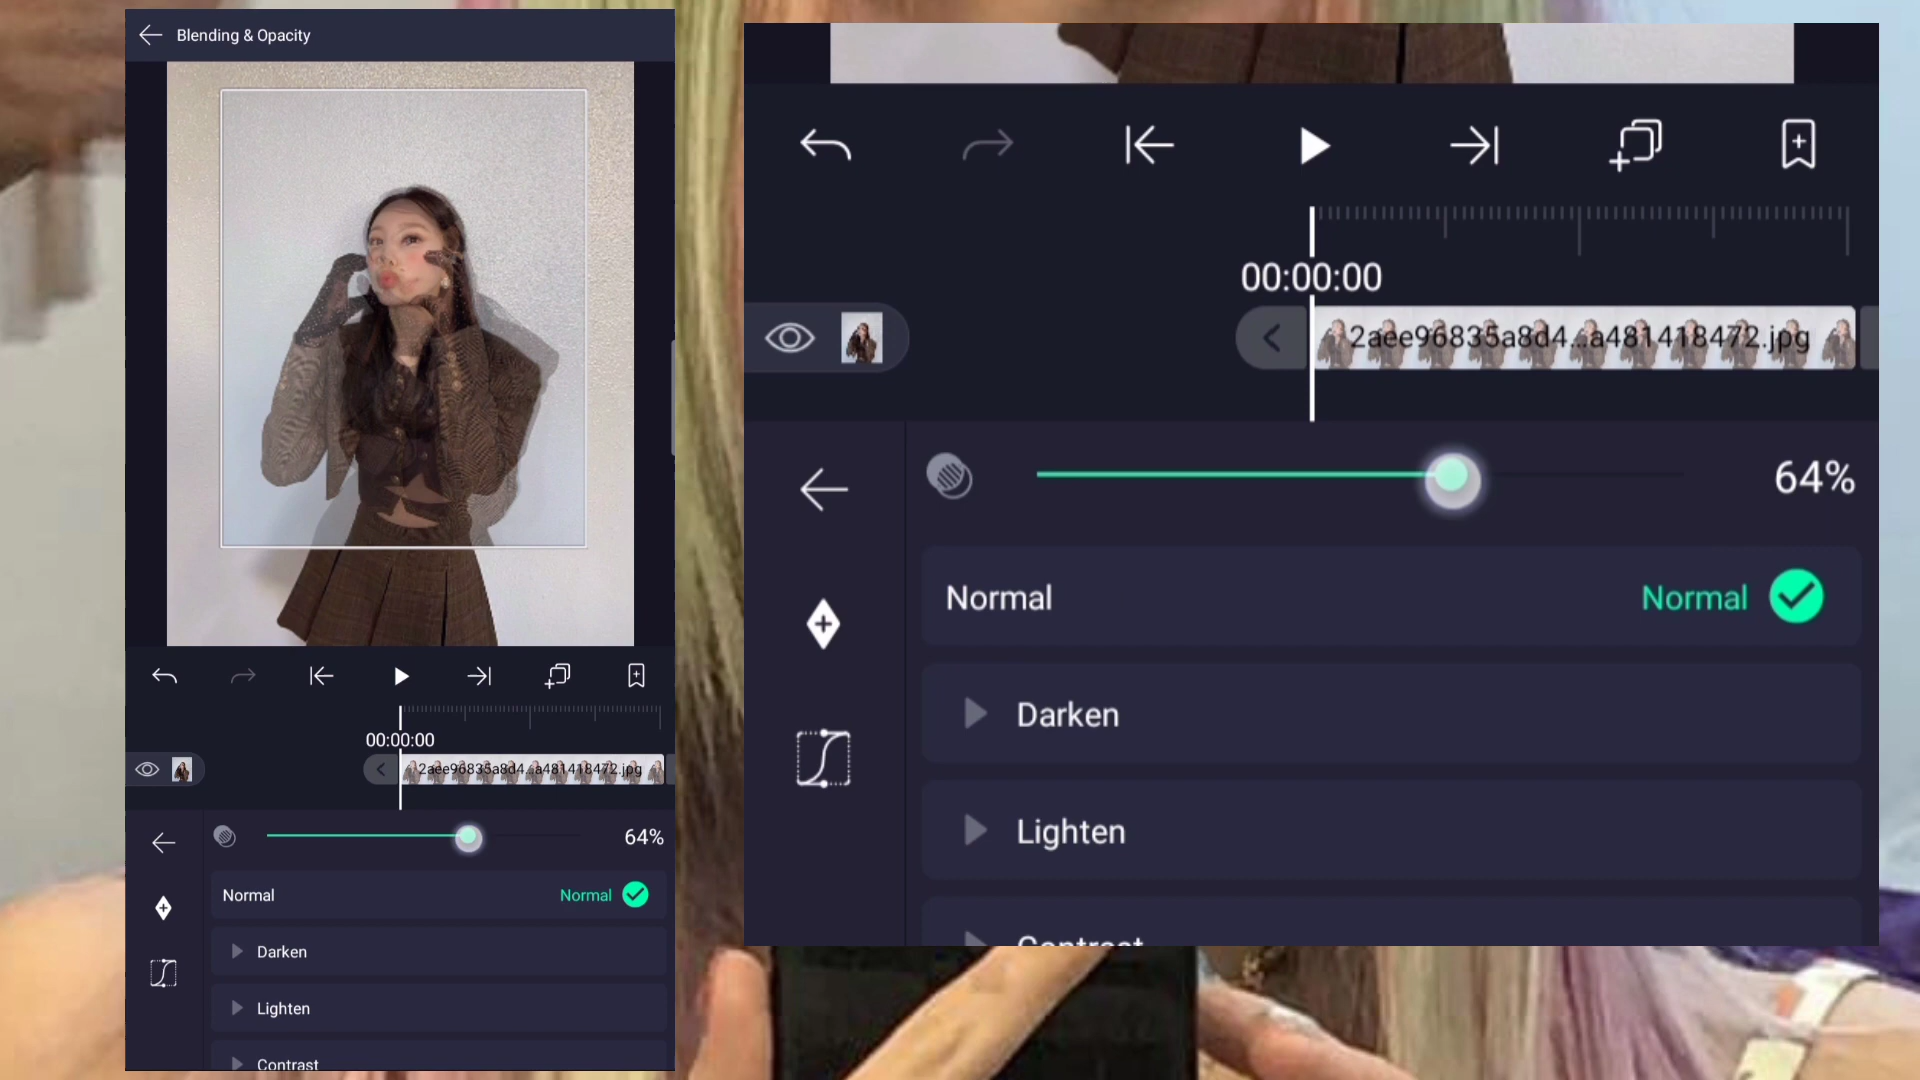 Blending & Opacity
00:00:00
2aee96835a8d4...a481418472.jpg
64%
Normal Normal
Darken
Lighten
Contrast
00:00:00
2aee96835a8d4...a481418472.jpg
64%
Normal Normal
Darken
Lighten
Contrast